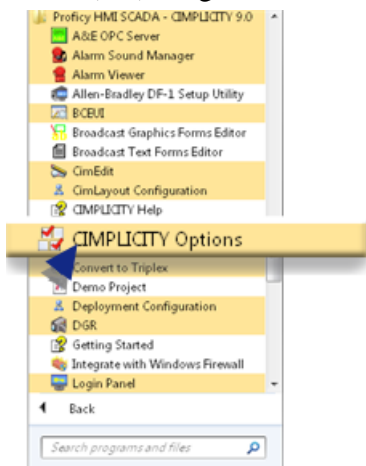 Proficy HMI SCADA - CIMPLICITY 9.0
A&E OPC Server
Alarm Sound Manager
Alarm Viewer
Allen-Bradley DF-1 Setup Utility
BCEUI
Broadcast Graphics Forms Editor
Broadcast Text Forms Editor
CimEdit
CimLayout Configuration
CIMPLICITY Help
CIMPLICITY Options
Convert to Triplex
Demo Project
Deployment Configuration
DGR
Getting Started
Integrate with Windows Firewall
Login Panel
Back
Search programs and files